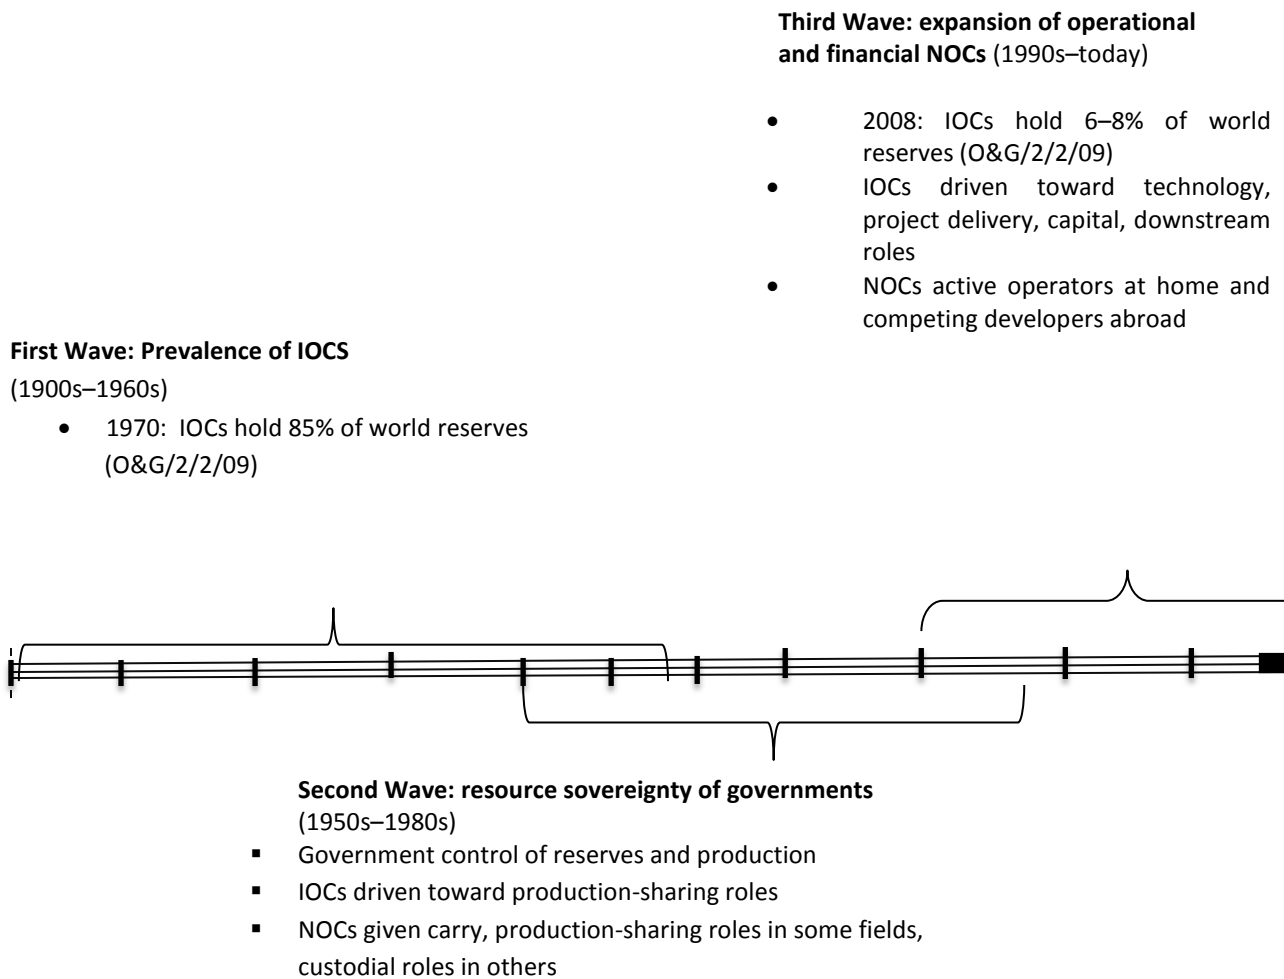 Third Wave: expansion of operational
and financial NOCs (1990s–today)
• 2008: IOCs hold 6–8% of world
reserves (O&G/2/2/09)
• IOCs driven toward technology,
project delivery, capital, downstream
roles
• NOCs active operators at home and
competing developers abroad
First Wave: Prevalence of IOCS
(1900s–1960s)
• 1970: IOCs hold 85% of world reserves
(O&G/2/2/09)
Second Wave: resource sovereignty of governments
(1950s–1980s)
▪ Government control of reserves and production
▪ IOCs driven toward production-sharing roles
▪ NOCs given carry, production-sharing roles in some fields,
custodial roles in others